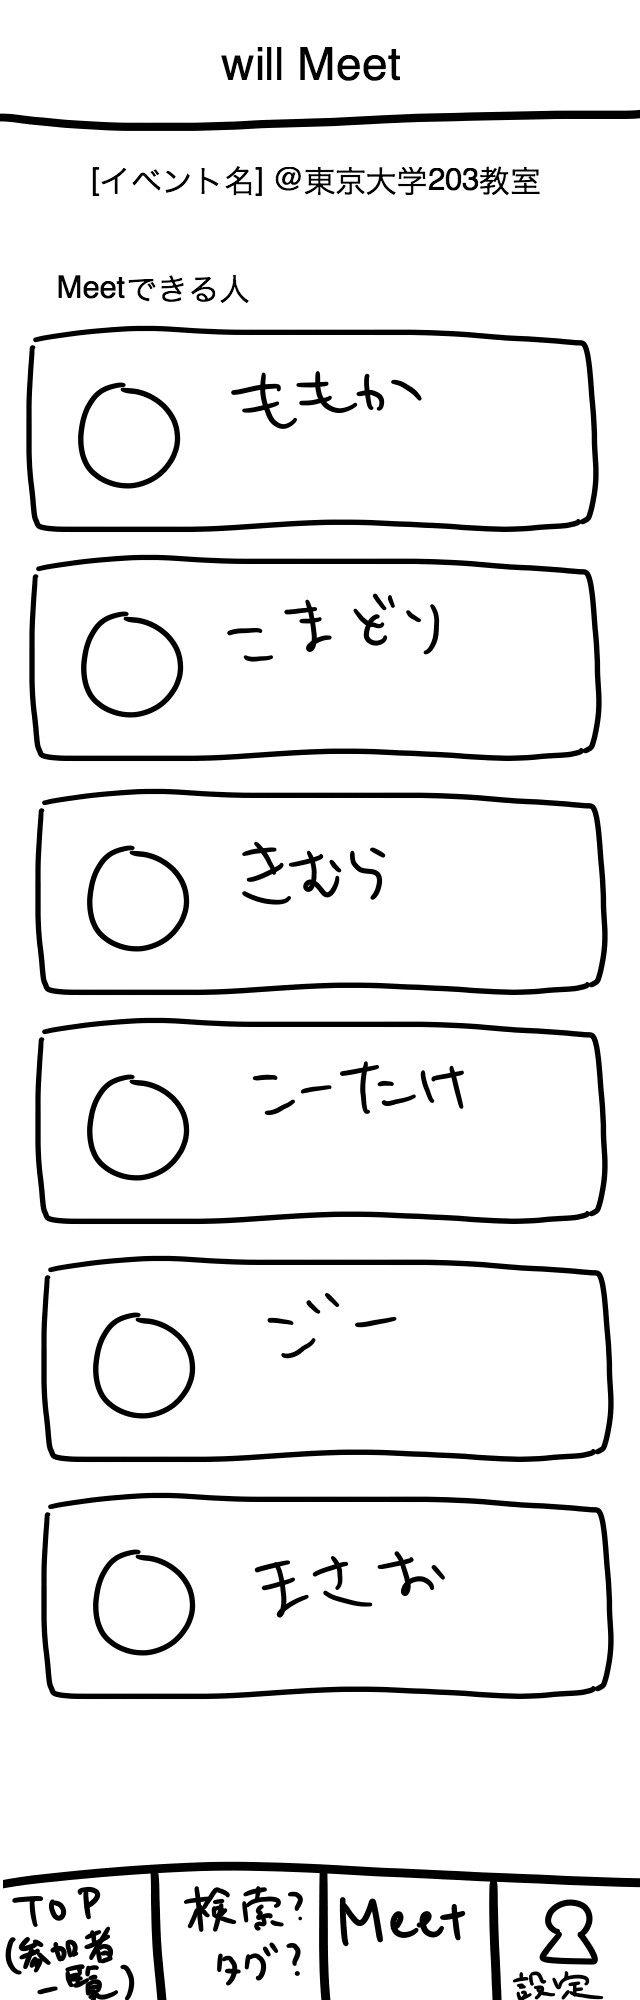 will Meet
[イベント名] @東京大学203教室
Meetできる人
ももか
こまどり
きむら
こーたけ
ジー
まさお
TOP
(参加者
一覧)
検索?
タグ?
Meet
設定